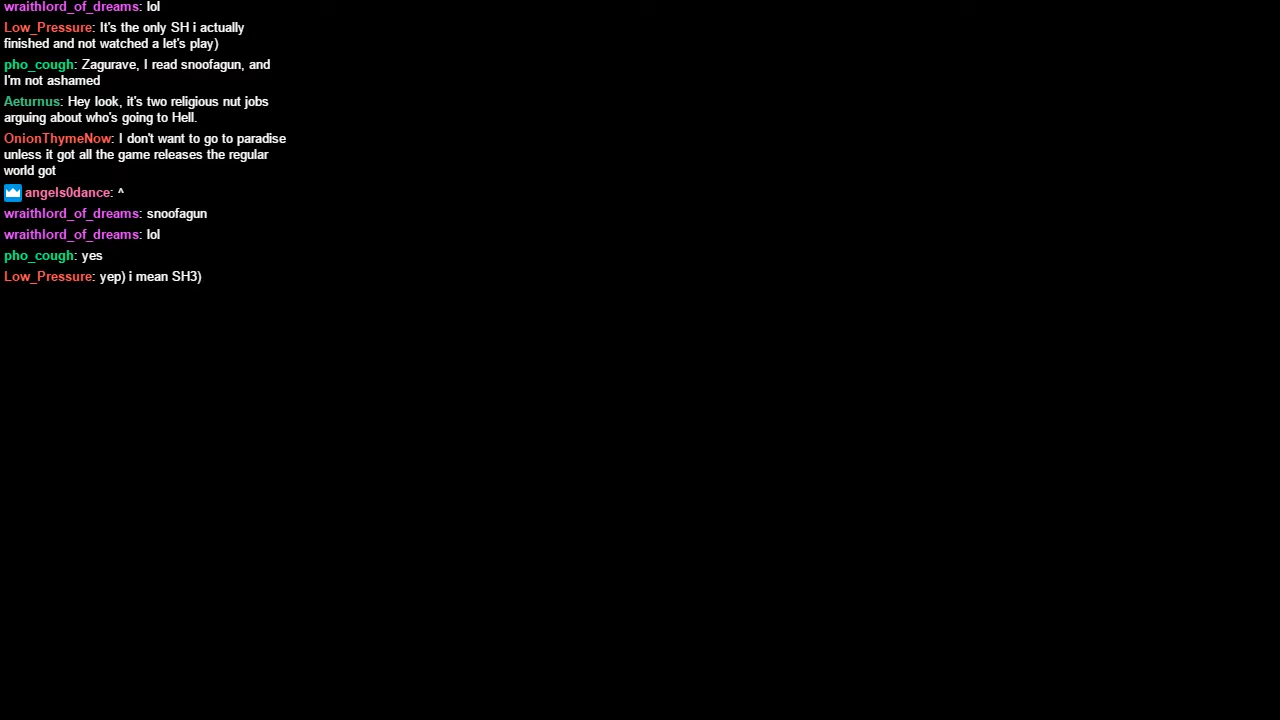 wraithlord_of_dreams: lol
Low_Pressure: It's the only SH i actually
finished and not watched a let's play)
pho_cough: Zagurave, I read snoofagun, and
I'm not ashamed
Aeturnus: Hey look, it's two religious nut jobs
arguing about who's going to Hell.
OnionThymeNow: I don't want to go to paradise
unless it got all the game releases the regular
world got
angels0dance: ^
wraithlord_of_dreams: snoofagun
wraithlord_of_dreams: lol
pho_cough: yes
Low_Pressure: yep) i mean SH3)